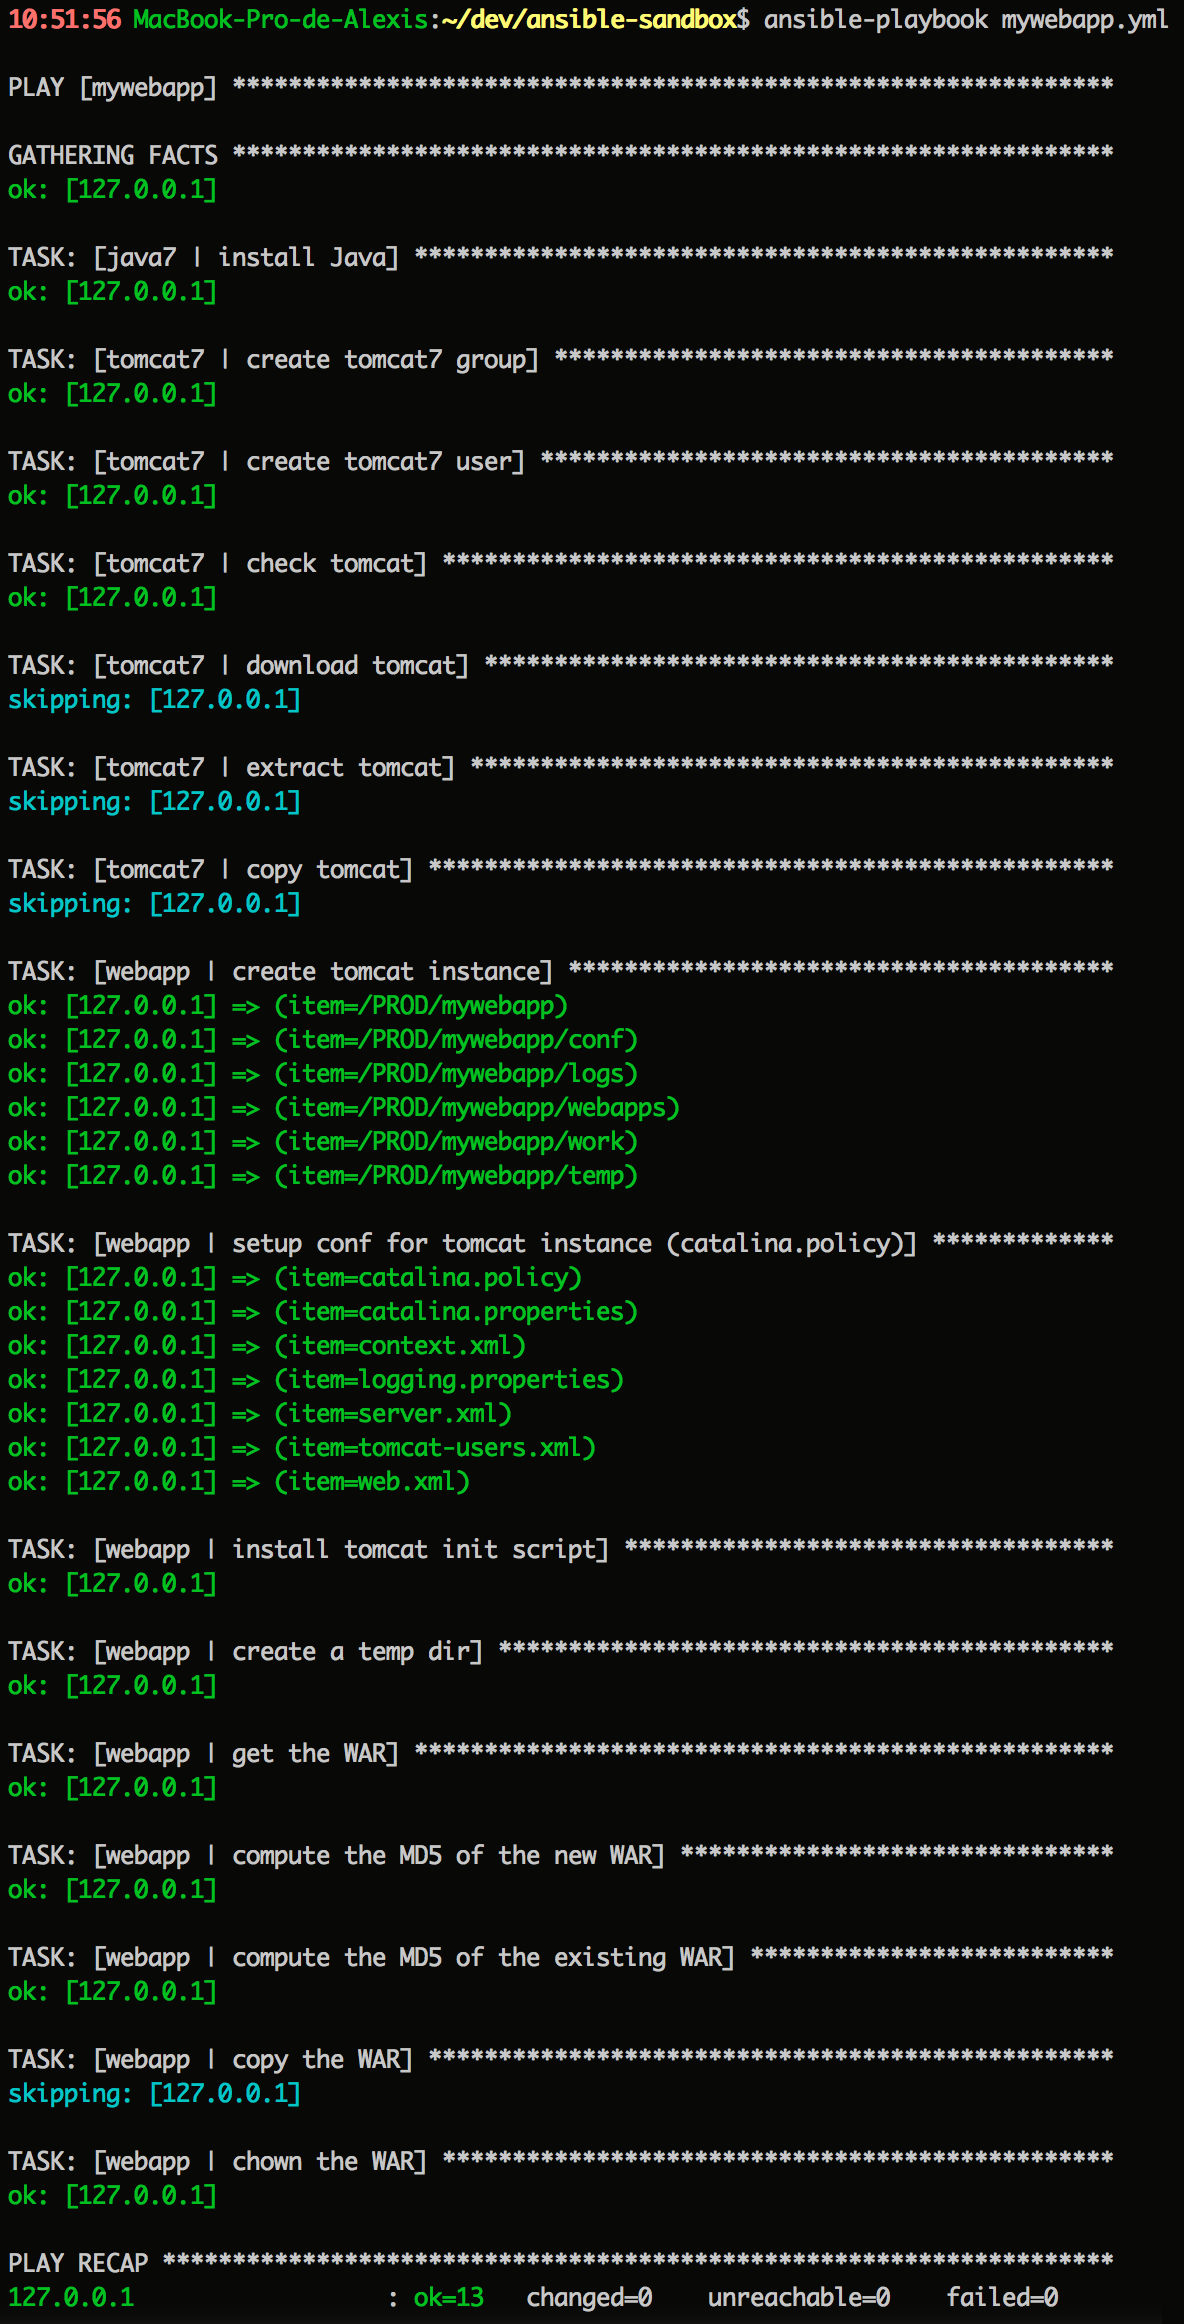 10:51:56 MacBook-Pro-de-Alexis:~/dev/ansible-sandbox$ ansible-playbook mywebapp.yml
PLAY [mywebapp] ***************************************************************
GATHERING FACTS ***************************************************************
ok: [127.0.0.1]
TASK: [java7 | install Java] **************************************************
ok: [127.0.0.1]
TASK: [tomcat7 | create tomcat7 group] ****************************************
ok: [127.0.0.1]
TASK: [tomcat7 | create tomcat7 user] *****************************************
ok: [127.0.0.1]
TASK: [tomcat7 | check tomcat] ************************************************
ok: [127.0.0.1]
TASK: [tomcat7 | download tomcat] *********************************************
skipping: [127.0.0.1]
TASK: [tomcat7 | extract tomcat] **********************************************
skipping: [127.0.0.1]
TASK: [tomcat7 | copy tomcat] *************************************************
skipping: [127.0.0.1]
TASK: [webapp | create tomcat instance] ***************************************
ok: [127.0.0.1] => (item=/PROD/mywebapp)
ok: [127.0.0.1] => (item=/PROD/mywebapp/conf)
ok: [127.0.0.1] => (item=/PROD/mywebapp/logs)
ok: [127.0.0.1] => (item=/PROD/mywebapp/webapps)
ok: [127.0.0.1] => (item=/PROD/mywebapp/work)
ok: [127.0.0.1] => (item=/PROD/mywebapp/temp)
TASK: [webapp | setup conf for tomcat instance (catalina.policy)] *************
ok: [127.0.0.1] => (item=catalina.policy)
ok: [127.0.0.1] => (item=catalina.properties)
ok: [127.0.0.1] => (item=context.xml)
ok: [127.0.0.1] => (item=logging.properties)
ok: [127.0.0.1] => (item=server.xml)
ok: [127.0.0.1] => (item=tomcat-users.xml)
ok: [127.0.0.1] => (item=web.xml)
TASK: [webapp | install tomcat init script] ***********************************
ok: [127.0.0.1]
TASK: [webapp | create a temp dir] ********************************************
ok: [127.0.0.1]
TASK: [webapp | get the WAR] **************************************************
ok: [127.0.0.1]
TASK: [webapp | compute the MD5 of the new WAR] *******************************
ok: [127.0.0.1]
TASK: [webapp | compute the MD5 of the existing WAR] **************************
ok: [127.0.0.1]
TASK: [webapp | copy the WAR] *************************************************
skipping: [127.0.0.1]
TASK: [webapp | chown the WAR] ************************************************
ok: [127.0.0.1]
PLAY RECAP ********************************************************************
127.0.0.1                  : ok=13   changed=0    unreachable=0    failed=0